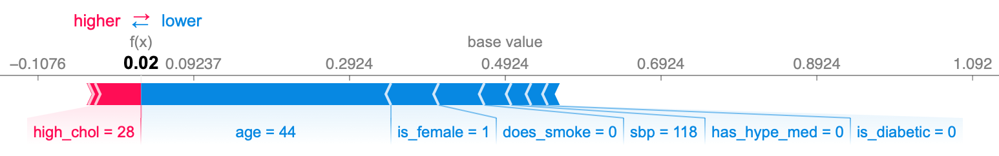 higher ⇄ lower
f(x) base value
−0.1076 0.02 0.09237 0.2924 0.4924 0.6924 0.8924 1.092
high_chol = 28 age = 44 is_female = 1 does_smoke = 0 sbp = 118 has_hype_med = 0 is_diabetic = 0